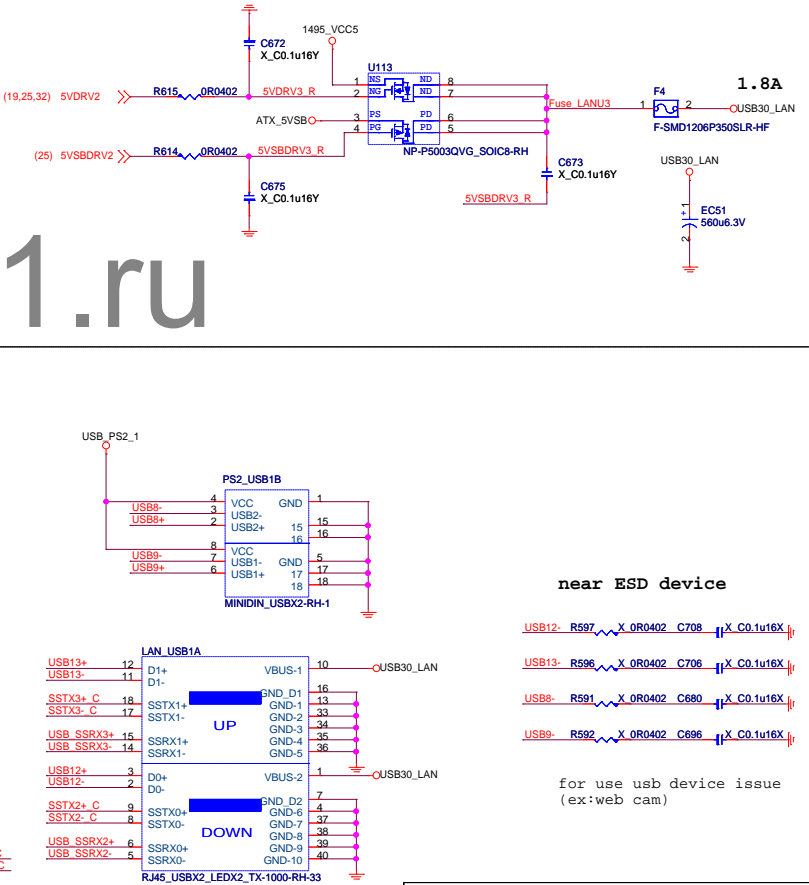 C672
X_C0.1u16Y
1495_VCC5
U113
(19,25,32) 5VDRV2 R615 0R0402 5VDRV3_R
1 NS ND 8
2 NG ND 7
ATX_5VSB 3 PS PD 6
4 PG PD 5
(25) 5VSBDRV2 R614 0R0402 5VSBDRV3_R
NP-P5003QVG_SOIC8-RH
C675
X_C0.1u16Y
Fuse_LANU3
F4
1 2
1.8A
USB30_LAN
F-SMD1206P350SLR-HF
C673
X_C0.1u16Y
5VSBDRV3_R
USB30_LAN
+ 1
EC51
560u6.3V
2
1.ru
USB_PS2_1
PS2_USB1B
4 VCC GND 1
USB8- 3 USB2-
USB8+ 2 USB2+ 15 15
16 16
8 VCC
USB9- 7 USB1- GND 5
USB9+ 6 USB1+ 17 17
18 18
MINIDIN_USBX2-RH-1
LAN_USB1A
USB13+ 12 D1+ VBUS-1 10 USB30_LAN
USB13- 11 D1-
GND_D1 16
SSTX3+_C 18 SSTX1+ GND-1 13
SSTX3-_C 17 SSTX1- GND-2 33
UP GND-3 34
USB_SSRX3+ 15 SSRX1+ GND-4 35
USB_SSRX3- 14 SSRX1- GND-5 36
USB12+ 3 D0+ VBUS-2 1 USB30_LAN
USB12- 2 D0-
GND_D2 7
SSTX2+_C 9 SSTX0+ GND-6 4
SSTX2-_C 8 SSTX0- GND-7 37
DOWN GND-8 38
USB_SSRX2+ 6 SSRX0+ GND-9 39
USB_SSRX2- 5 SSRX0- GND-10 40
RJ45_USBX2_LEDX2_TX-1000-RH-33
near ESD device
USB12- R597 X_0R0402 C708 X_C0.1u16X
USB13- R596 X_0R0402 C706 X_C0.1u16X
USB8- R591 X_0R0402 C680 X_C0.1u16X
USB9- R592 X_0R0402 C696 X_C0.1u16X
for use usb device issue
(ex:web cam)